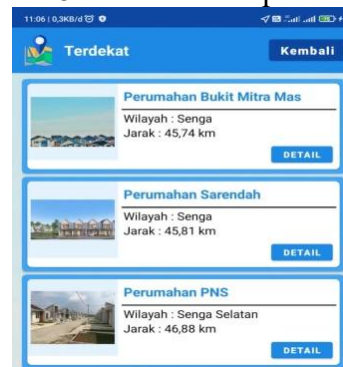 11:06 | 0,3KB/d
Terdekat
Kembali
Perumahan Bukit Mitra Mas
Wilayah : Senga
Jarak : 45,74 km
DETAIL
Perumahan Sarendah
Wilayah : Senga
Jarak : 45,81 km
DETAIL
Perumahan PNS
Wilayah : Senga Selatan
Jarak : 46,88 km
DETAIL